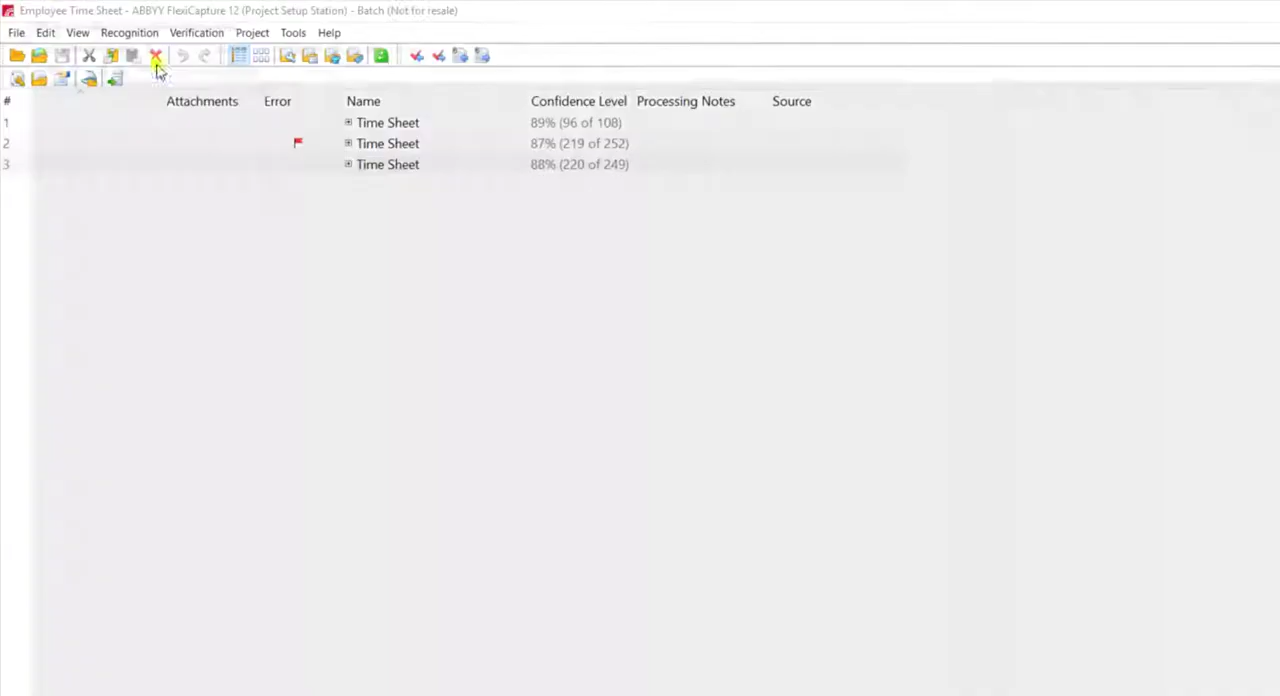 Employee Time Sheet - ABBYY FlexiCapture 12 (Project Setup Station) - Batch (Not for resale)
File Edit View Recognition Verification Project Tools Help
# Attachments Error Name Confidence Level Processing Notes Source
1 Time Sheet 89% (96 of 108)
2 Time Sheet 87% (219 of 252)
3 Time Sheet 88% (220 of 249)